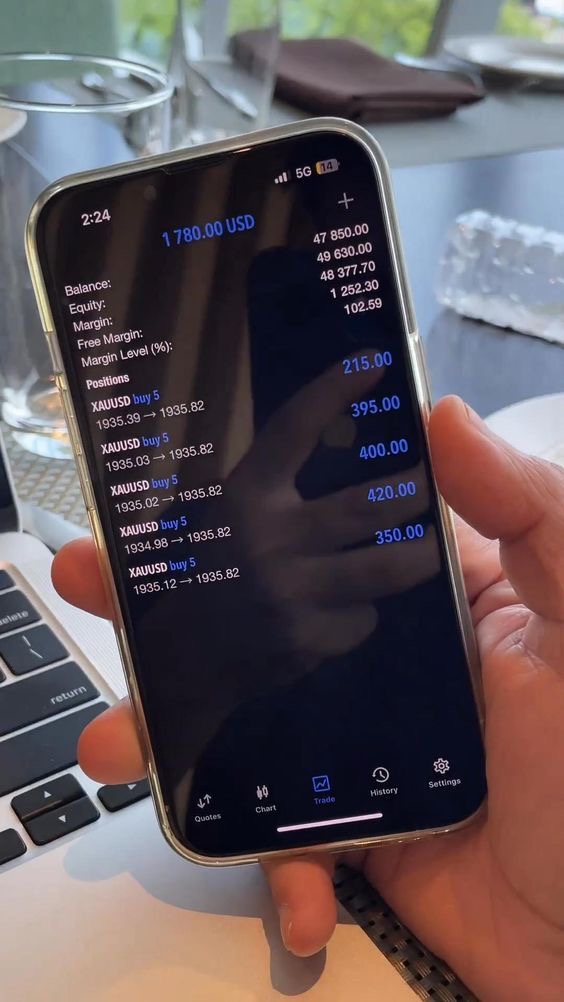 2:24
5G 14
1 780.00 USD
Balance: 47 850.00
Equity: 49 630.00
Margin: 48 377.70
Free Margin: 1 252.30
Margin Level (%): 102.59
Positions
XAUUSD buy 5
1935.39 → 1935.82 215.00
XAUUSD buy 5
1935.03 → 1935.82 395.00
XAUUSD buy 5
1935.02 → 1935.82 400.00
XAUUSD buy 5
1934.98 → 1935.82 420.00
XAUUSD buy 5
1935.12 → 1935.82 350.00
Quotes Chart Trade History Settings
elete
return